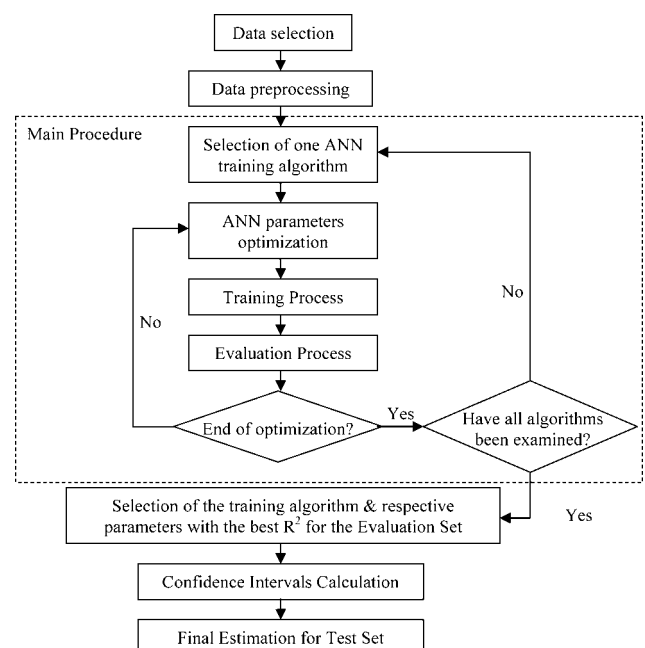 Data selection
Data preprocessing
Main Procedure
Selection of one ANN
training algorithm
ANN parameters
optimization
Training Process
No
No
Evaluation Process
End of optimization?
Yes
Have all algorithms
been examined?
Selection of the training algorithm & respective
parameters with the best R² for the Evaluation Set
Yes
Confidence Intervals Calculation
Final Estimation for Test Set